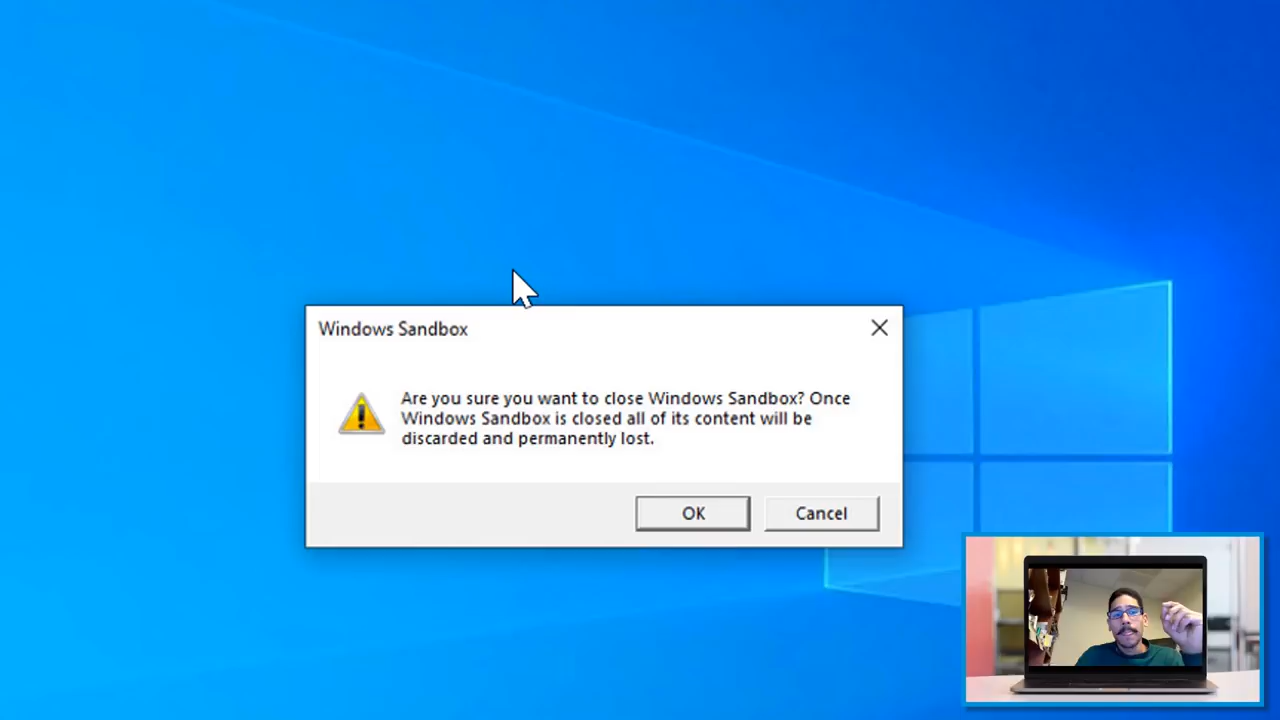 Windows Sandbox
Are you sure you want to close Windows Sandbox? Once
Windows Sandbox is closed all of its content will be
discarded and permanently lost.
OK
Cancel